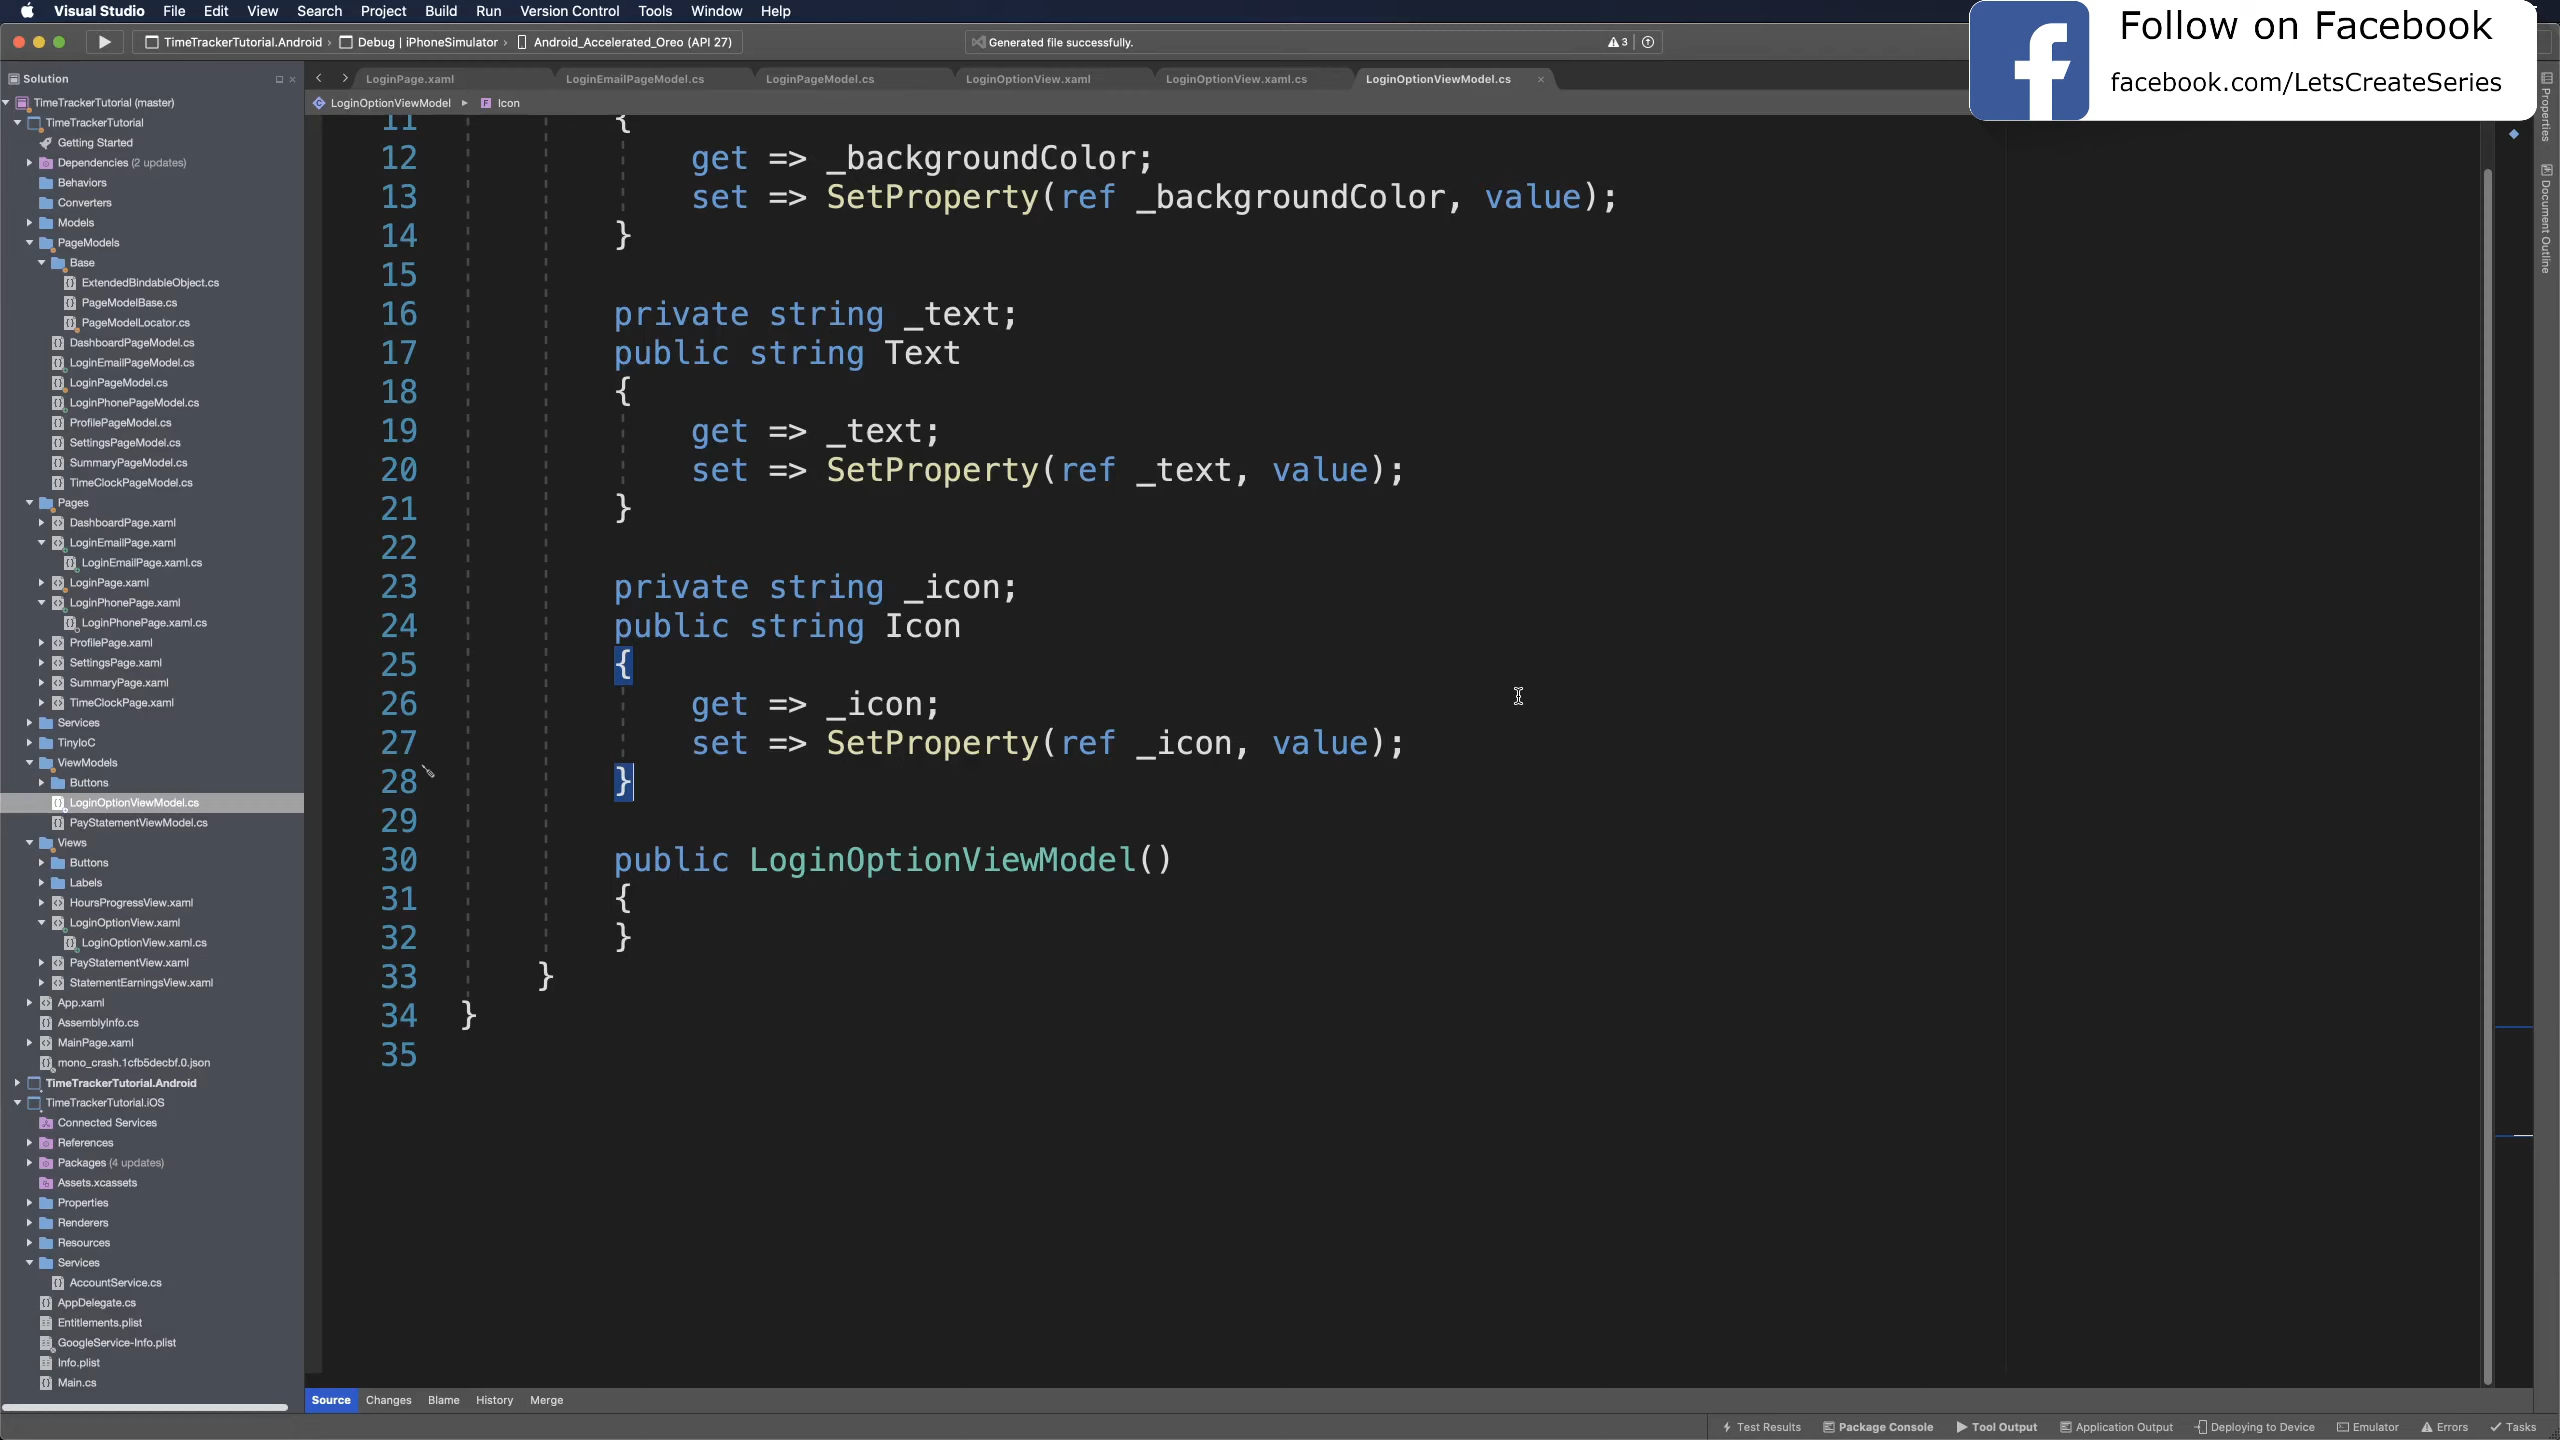 Visual Studio File Edit View Search Project Build Run Version Control Tools Window Help
Follow on Facebook
facebook.com/LetsCreateSeries
TimeTrackerTutorial.Android › Debug | iPhoneSimulator › Android_Accelerated_Oreo (API 27)
Generated file successfully. 3
Solution
LoginPage.xaml LoginEmailPageModel.cs LoginPageModel.cs LoginOptionView.xaml LoginOptionView.xaml.cs LoginOptionViewModel.cs
LoginOptionViewModel Icon
Properties
Document Outline
TimeTrackerTutorial (master)
TimeTrackerTutorial
Getting Started
Dependencies (2 updates)
Behaviors
Converters
Models
PageModels
Base
ExtendedBindableObject.cs
PageModelBase.cs
PageModelLocator.cs
DashboardPageModel.cs
LoginEmailPageModel.cs
LoginPageModel.cs
LoginPhonePageModel.cs
ProfilePageModel.cs
SettingsPageModel.cs
SummaryPageModel.cs
TimeClockPageModel.cs
Pages
DashboardPage.xaml
LoginEmailPage.xaml
LoginEmailPage.xaml.cs
LoginPage.xaml
LoginPhonePage.xaml
LoginPhonePage.xaml.cs
ProfilePage.xaml
SettingsPage.xaml
SummaryPage.xaml
TimeClockPage.xaml
Services
TinyIoC
ViewModels
Buttons
LoginOptionViewModel.cs
PayStatementViewModel.cs
Views
Buttons
Labels
HoursProgressView.xaml
LoginOptionView.xaml
LoginOptionView.xaml.cs
PayStatementView.xaml
StatementEarningsView.xaml
App.xaml
AssemblyInfo.cs
MainPage.xaml
mono_crash.1cfb5decbf.0.json
TimeTrackerTutorial.Android
TimeTrackerTutorial.iOS
Connected Services
References
Packages (4 updates)
Assets.xcassets
Properties
Renderers
Resources
Services
AccountService.cs
AppDelegate.cs
Entitlements.plist
GoogleService-Info.plist
Info.plist
Main.cs
11 {
12 get => _backgroundColor;
13 set => SetProperty(ref _backgroundColor, value);
14 }
15
16 private string _text;
17 public string Text
18 {
19 get => _text;
20 set => SetProperty(ref _text, value);
21 }
22
23 private string _icon;
24 public string Icon
25 {
26 get => _icon;
27 set => SetProperty(ref _icon, value);
28 }
29
30 public LoginOptionViewModel()
31 {
32 }
33 }
34 }
35
Source Changes Blame History Merge
Test Results Package Console Tool Output Application Output Deploying to Device Emulator Errors Tasks